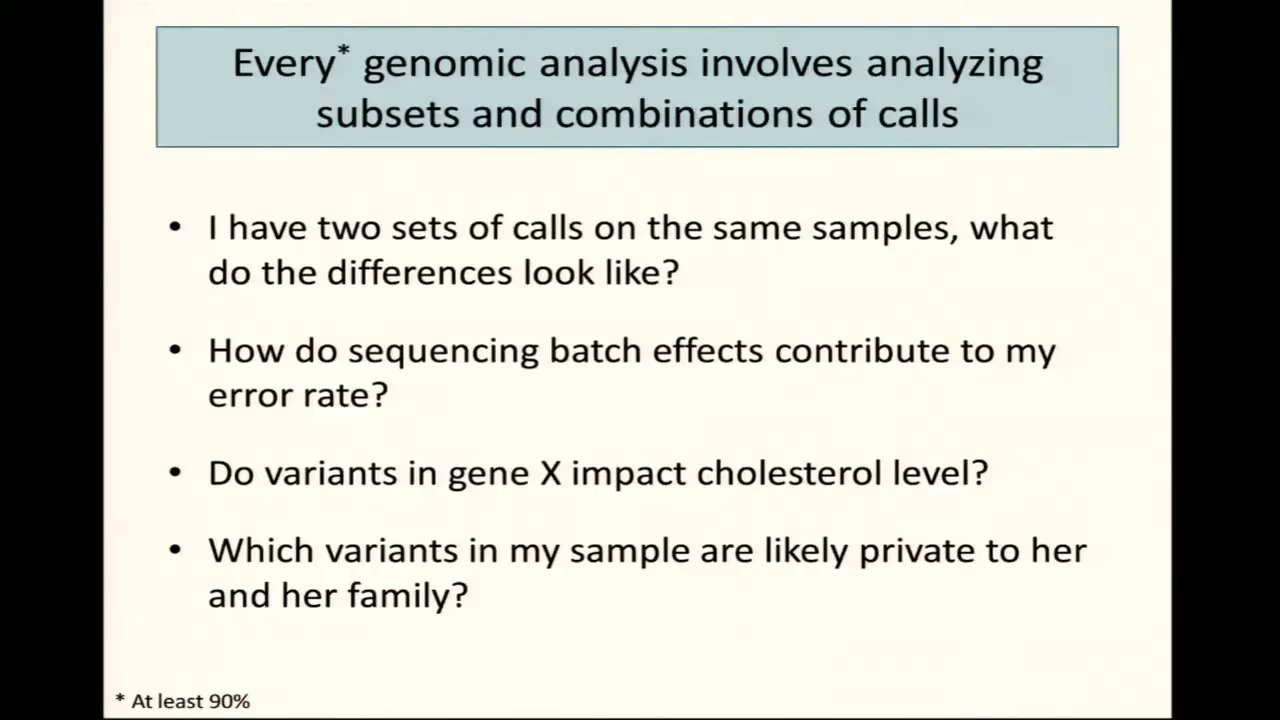 Every* genomic analysis involves analyzing
subsets and combinations of calls
• I have two sets of calls on the same samples, what
do the differences look like?
• How do sequencing batch effects contribute to my
error rate?
• Do variants in gene X impact cholesterol level?
• Which variants in my sample are likely private to her
and her family?
* At least 90%